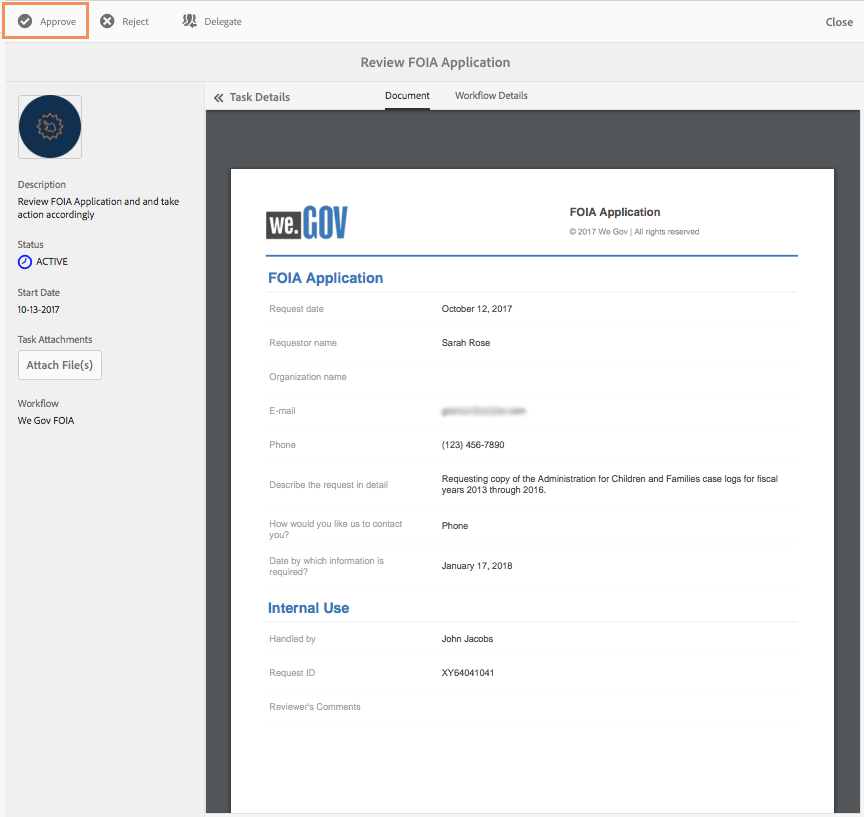 Approve
Reject
Delegate
Close
Review FOIA Application
Task Details
Document
Workflow Details
Description
Review FOIA Application and and take
action accordingly
Status
ACTIVE
Start Date
10-13-2017
Task Attachments
Attach File(s)
Workflow
We Gov FOIA
we.GOV
FOIA Application
© 2017 We Gov | All rights reserved
FOIA Application
Request date
October 12, 2017
Requestor name
Sarah Rose
Organization name
E-mail
Phone
(123) 456-7890
Describe the request in detail
Requesting copy of the Administration for Children and Families case logs for fiscal
years 2013 through 2016.
How would you like us to contact
you?
Phone
Date by which information is
required?
January 17, 2018
Internal Use
Handled by
John Jacobs
Request ID
XY64041041
Reviewer's Comments